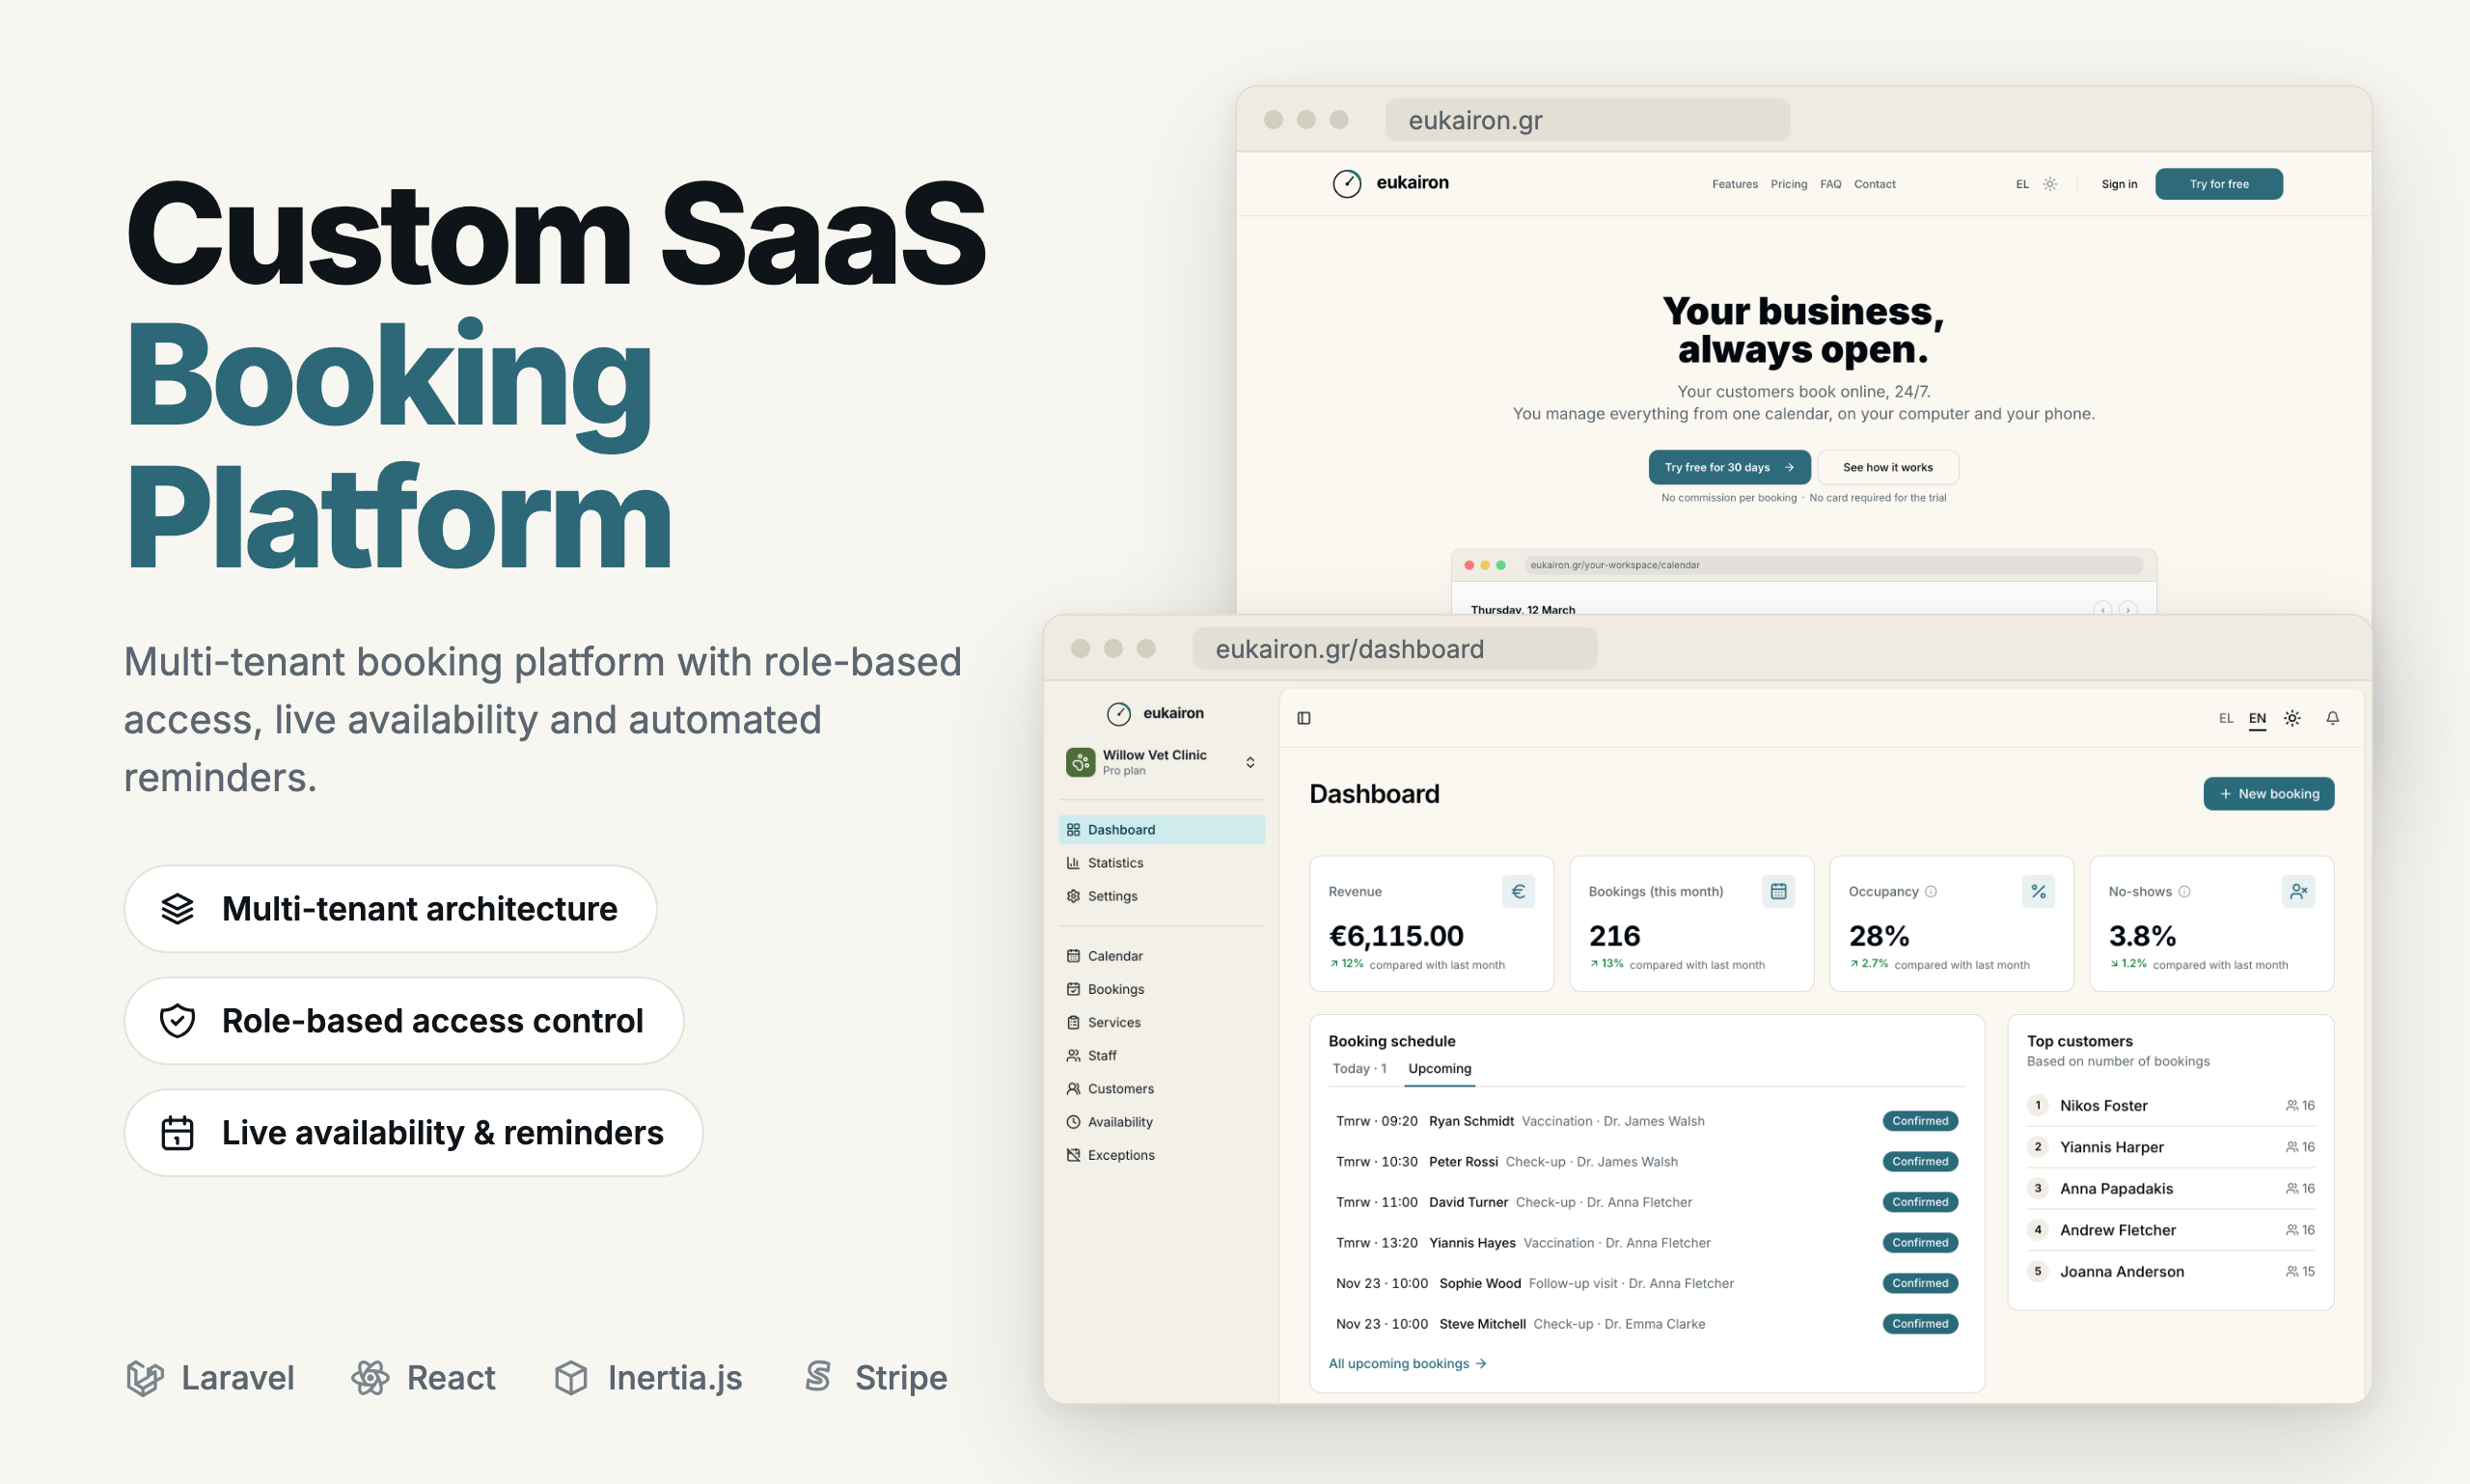 Custom SaaS
Booking
Platform
Multi-tenant booking platform with role-based
access, live availability and automated
reminders.
Multi-tenant architecture
Role-based access control
Live availability & reminders
Laravel
React
Inertia.js
Stripe
eukairon.gr
eukairon
Features
Pricing
FAQ
Contact
EL
Sign in
Try for free
Your business,
always open.
Your customers book online, 24/7.
You manage everything from one calendar, on your computer and your phone.
Try free for 30 days
See how it works
No commission per booking · No card required for the trial
eukairon.gr/your-workspace/calendar
Thursday, 12 March
eukairon.gr/dashboard
eukairon
Willow Vet Clinic
Pro plan
Dashboard
Statistics
Settings
Calendar
Bookings
Services
Staff
Customers
Availability
Exceptions
EL
EN
Dashboard
+ New booking
Revenue
€
€6,115.00
12% compared with last month
Bookings (this month)
216
13% compared with last month
Occupancy
%
28%
2.7% compared with last month
No-shows
3.8%
1.2% compared with last month
Booking schedule
Today · 1
Upcoming
Tmrw · 09:20 Ryan Schmidt Vaccination · Dr. James Walsh Confirmed
Tmrw · 10:30 Peter Rossi Check-up · Dr. James Walsh Confirmed
Tmrw · 11:00 David Turner Check-up · Dr. Anna Fletcher Confirmed
Tmrw · 13:20 Yiannis Hayes Vaccination · Dr. Anna Fletcher Confirmed
Nov 23 · 10:00 Sophie Wood Follow-up visit · Dr. Anna Fletcher Confirmed
Nov 23 · 10:00 Steve Mitchell Check-up · Dr. Emma Clarke Confirmed
All upcoming bookings →
Top customers
Based on number of bookings
1 Nikos Foster 16
2 Yiannis Harper 16
3 Anna Papadakis 16
4 Andrew Fletcher 16
5 Joanna Anderson 15